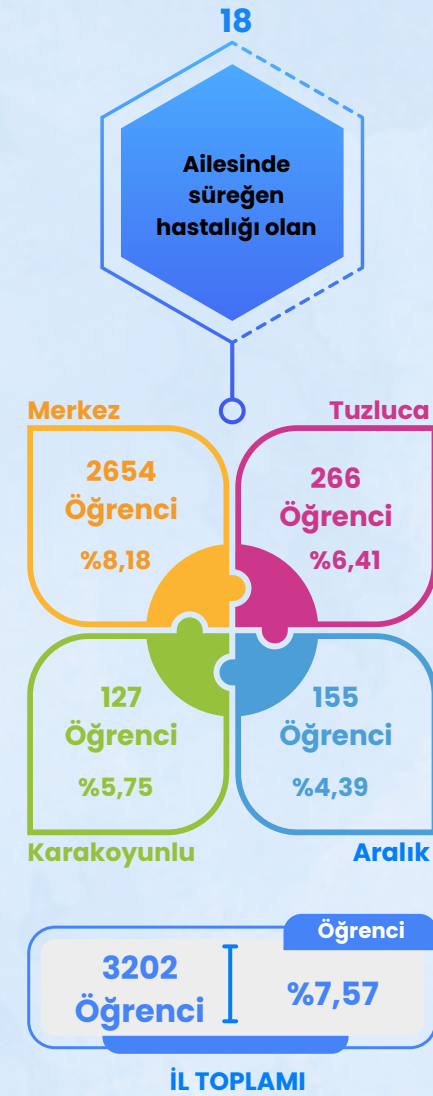 18
Ailesinde
süreğen
hastalığı olan
Merkez
2654
Öğrenci
%8,18
Tuzluca
266
Öğrenci
%6,41
127
Öğrenci
%5,75
Karakoyunlu
155
Öğrenci
%4,39
Aralık
Öğrenci
3202
Öğrenci
%7,57
İL TOPLAMI